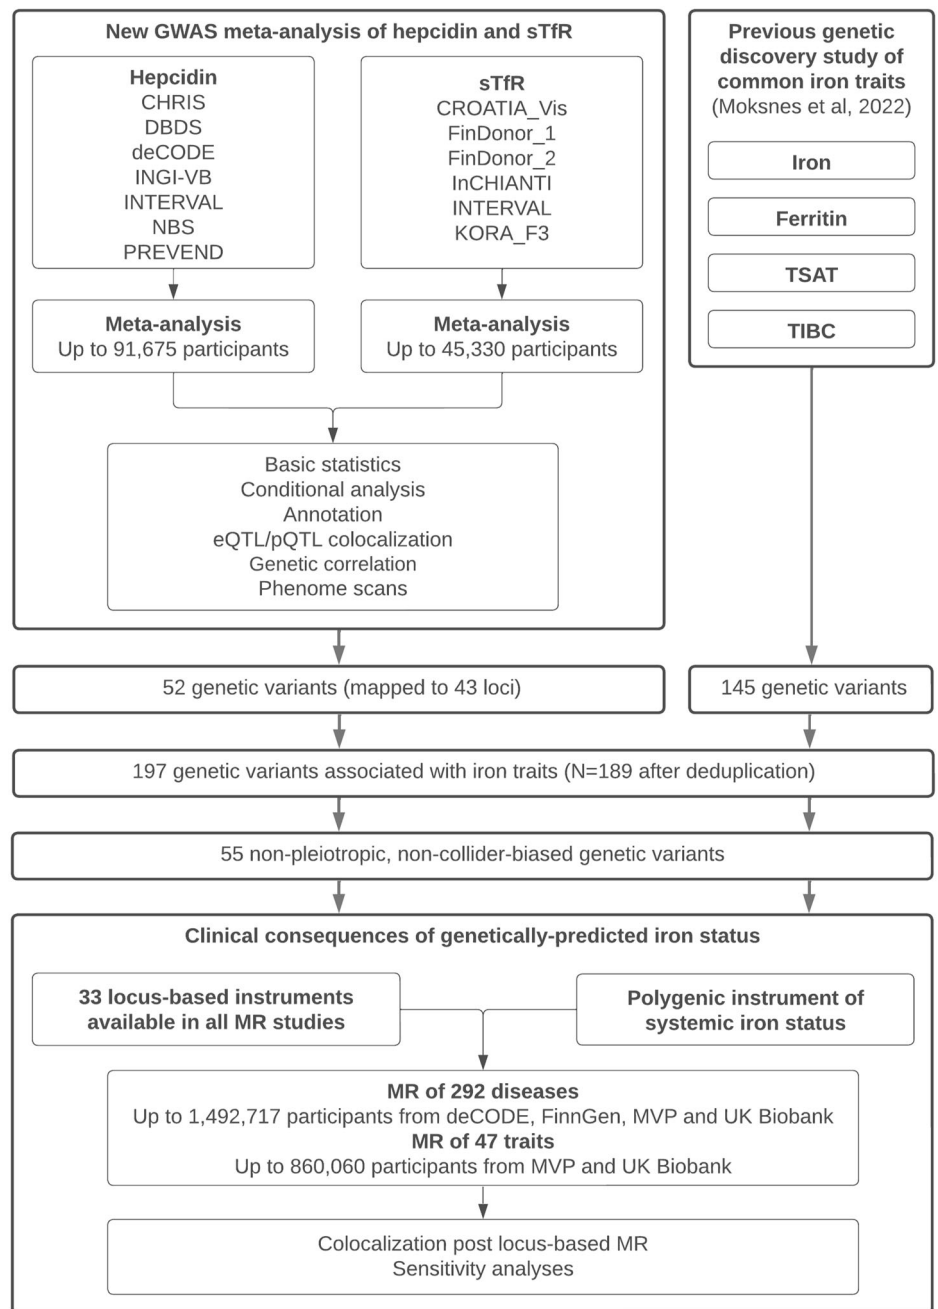 New GWAS meta-analysis of hepcidin and sTfR
Hepcidin
CHRIS
DBDS
deCODE
INGI-VB
INTERVAL
NBS
PREVEND
sTfR
CROATIA_Vis
FinDonor_1
FinDonor_2
InCHIANTI
INTERVAL
KORA_F3
Meta-analysis
Up to 91,675 participants
Meta-analysis
Up to 45,330 participants
Basic statistics
Conditional analysis
Annotation
eQTL/pQTL colocalization
Genetic correlation
Phenome scans
Previous genetic
discovery study of
common iron traits
(Moksnes et al, 2022)
Iron
Ferritin
TSAT
TIBC
52 genetic variants (mapped to 43 loci)
145 genetic variants
197 genetic variants associated with iron traits (N=189 after deduplication)
55 non-pleiotropic, non-collider-biased genetic variants
Clinical consequences of genetically-predicted iron status
33 locus-based instruments
available in all MR studies
Polygenic instrument of
systemic iron status
MR of 292 diseases
Up to 1,492,717 participants from deCODE, FinnGen, MVP and UK Biobank
MR of 47 traits
Up to 860,060 participants from MVP and UK Biobank
Colocalization post locus-based MR
Sensitivity analyses